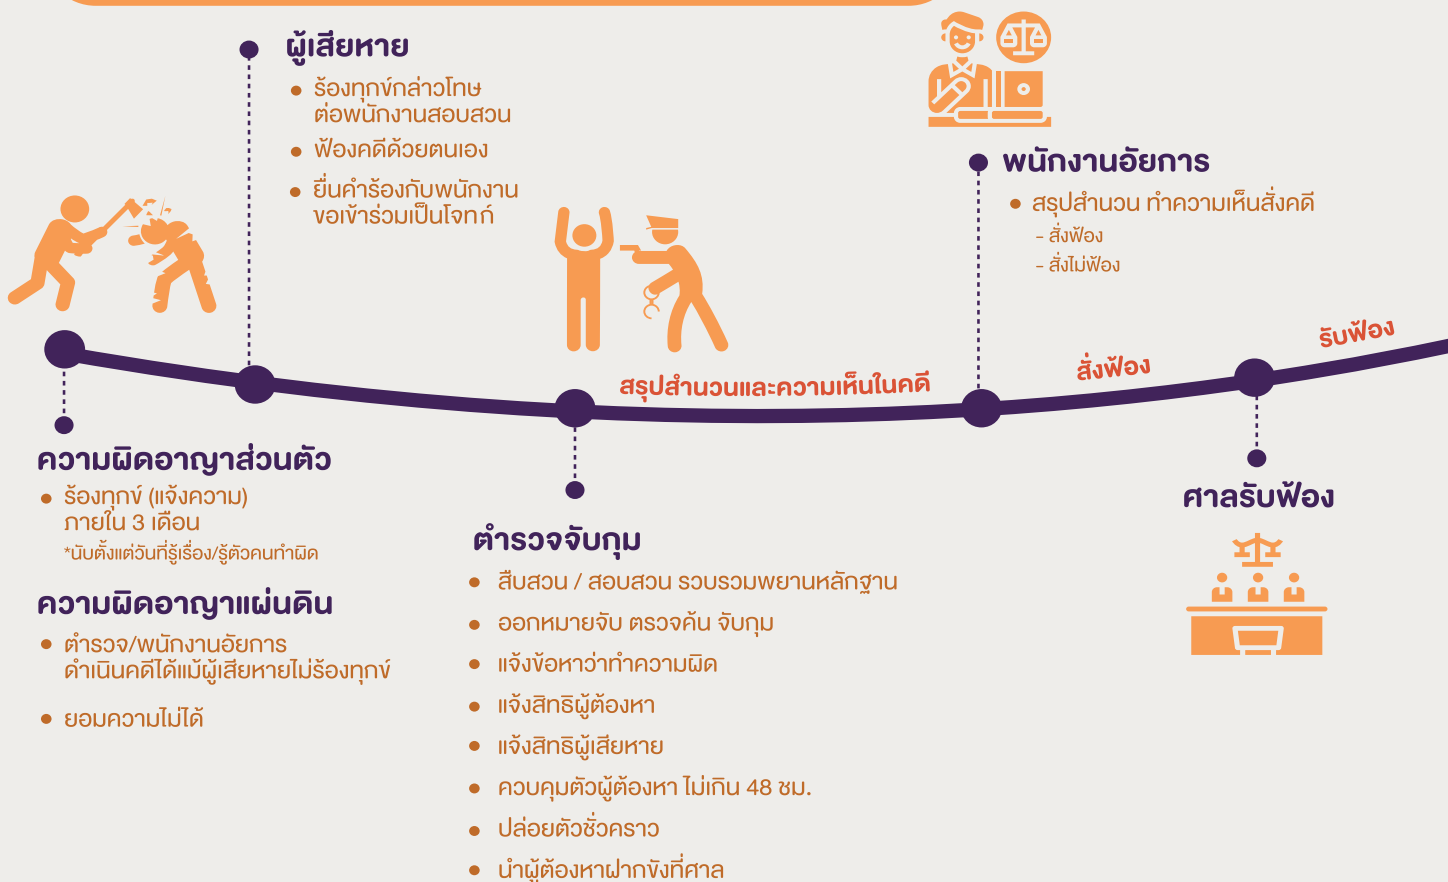 ผู้เสียหาย
ร้องทุกข์กล่าวโทษ
ต่อพนักงานสอบสวน
ฟ้องคดีด้วยตนเอง
ยื่นคำร้องกับพนักงาน
ขอเข้าร่วมเป็นโจทก์
พนักงานอัยการ
สรุปสำนวน ทำความเห็นสั่งคดี
- สั่งฟ้อง
- สั่งไม่ฟ้อง
สรุปสำนวนและความเห็นในคดี
สั่งฟ้อง
รับฟ้อง
ความผิดอาญาส่วนตัว
ร้องทุกข์ (แจ้งความ)
ภายใน 3 เดือน
*นับตั้งแต่วันที่รู้เรื่อง/รู้ตัวคนทำผิด
ความผิดอาญาแผ่นดิน
ตำรวจ/พนักงานอัยการ
ดำเนินคดีได้แม้ผู้เสียหายไม่ร้องทุกข์
ยอมความไม่ได้
ตำรวจจับกุม
สืบสวน / สอบสวน รวบรวมพยานหลักฐาน
ออกหมายจับ ตรวจค้น จับกุม
แจ้งข้อหาว่าทำความผิด
แจ้งสิทธิผู้ต้องหา
แจ้งสิทธิผู้เสียหาย
ควบคุมตัวผู้ต้องหา ไม่เกิน 48 ชม.
ปล่อยตัวชั่วคราว
นำผู้ต้องหาฝากขังที่ศาล
ศาลรับฟ้อง